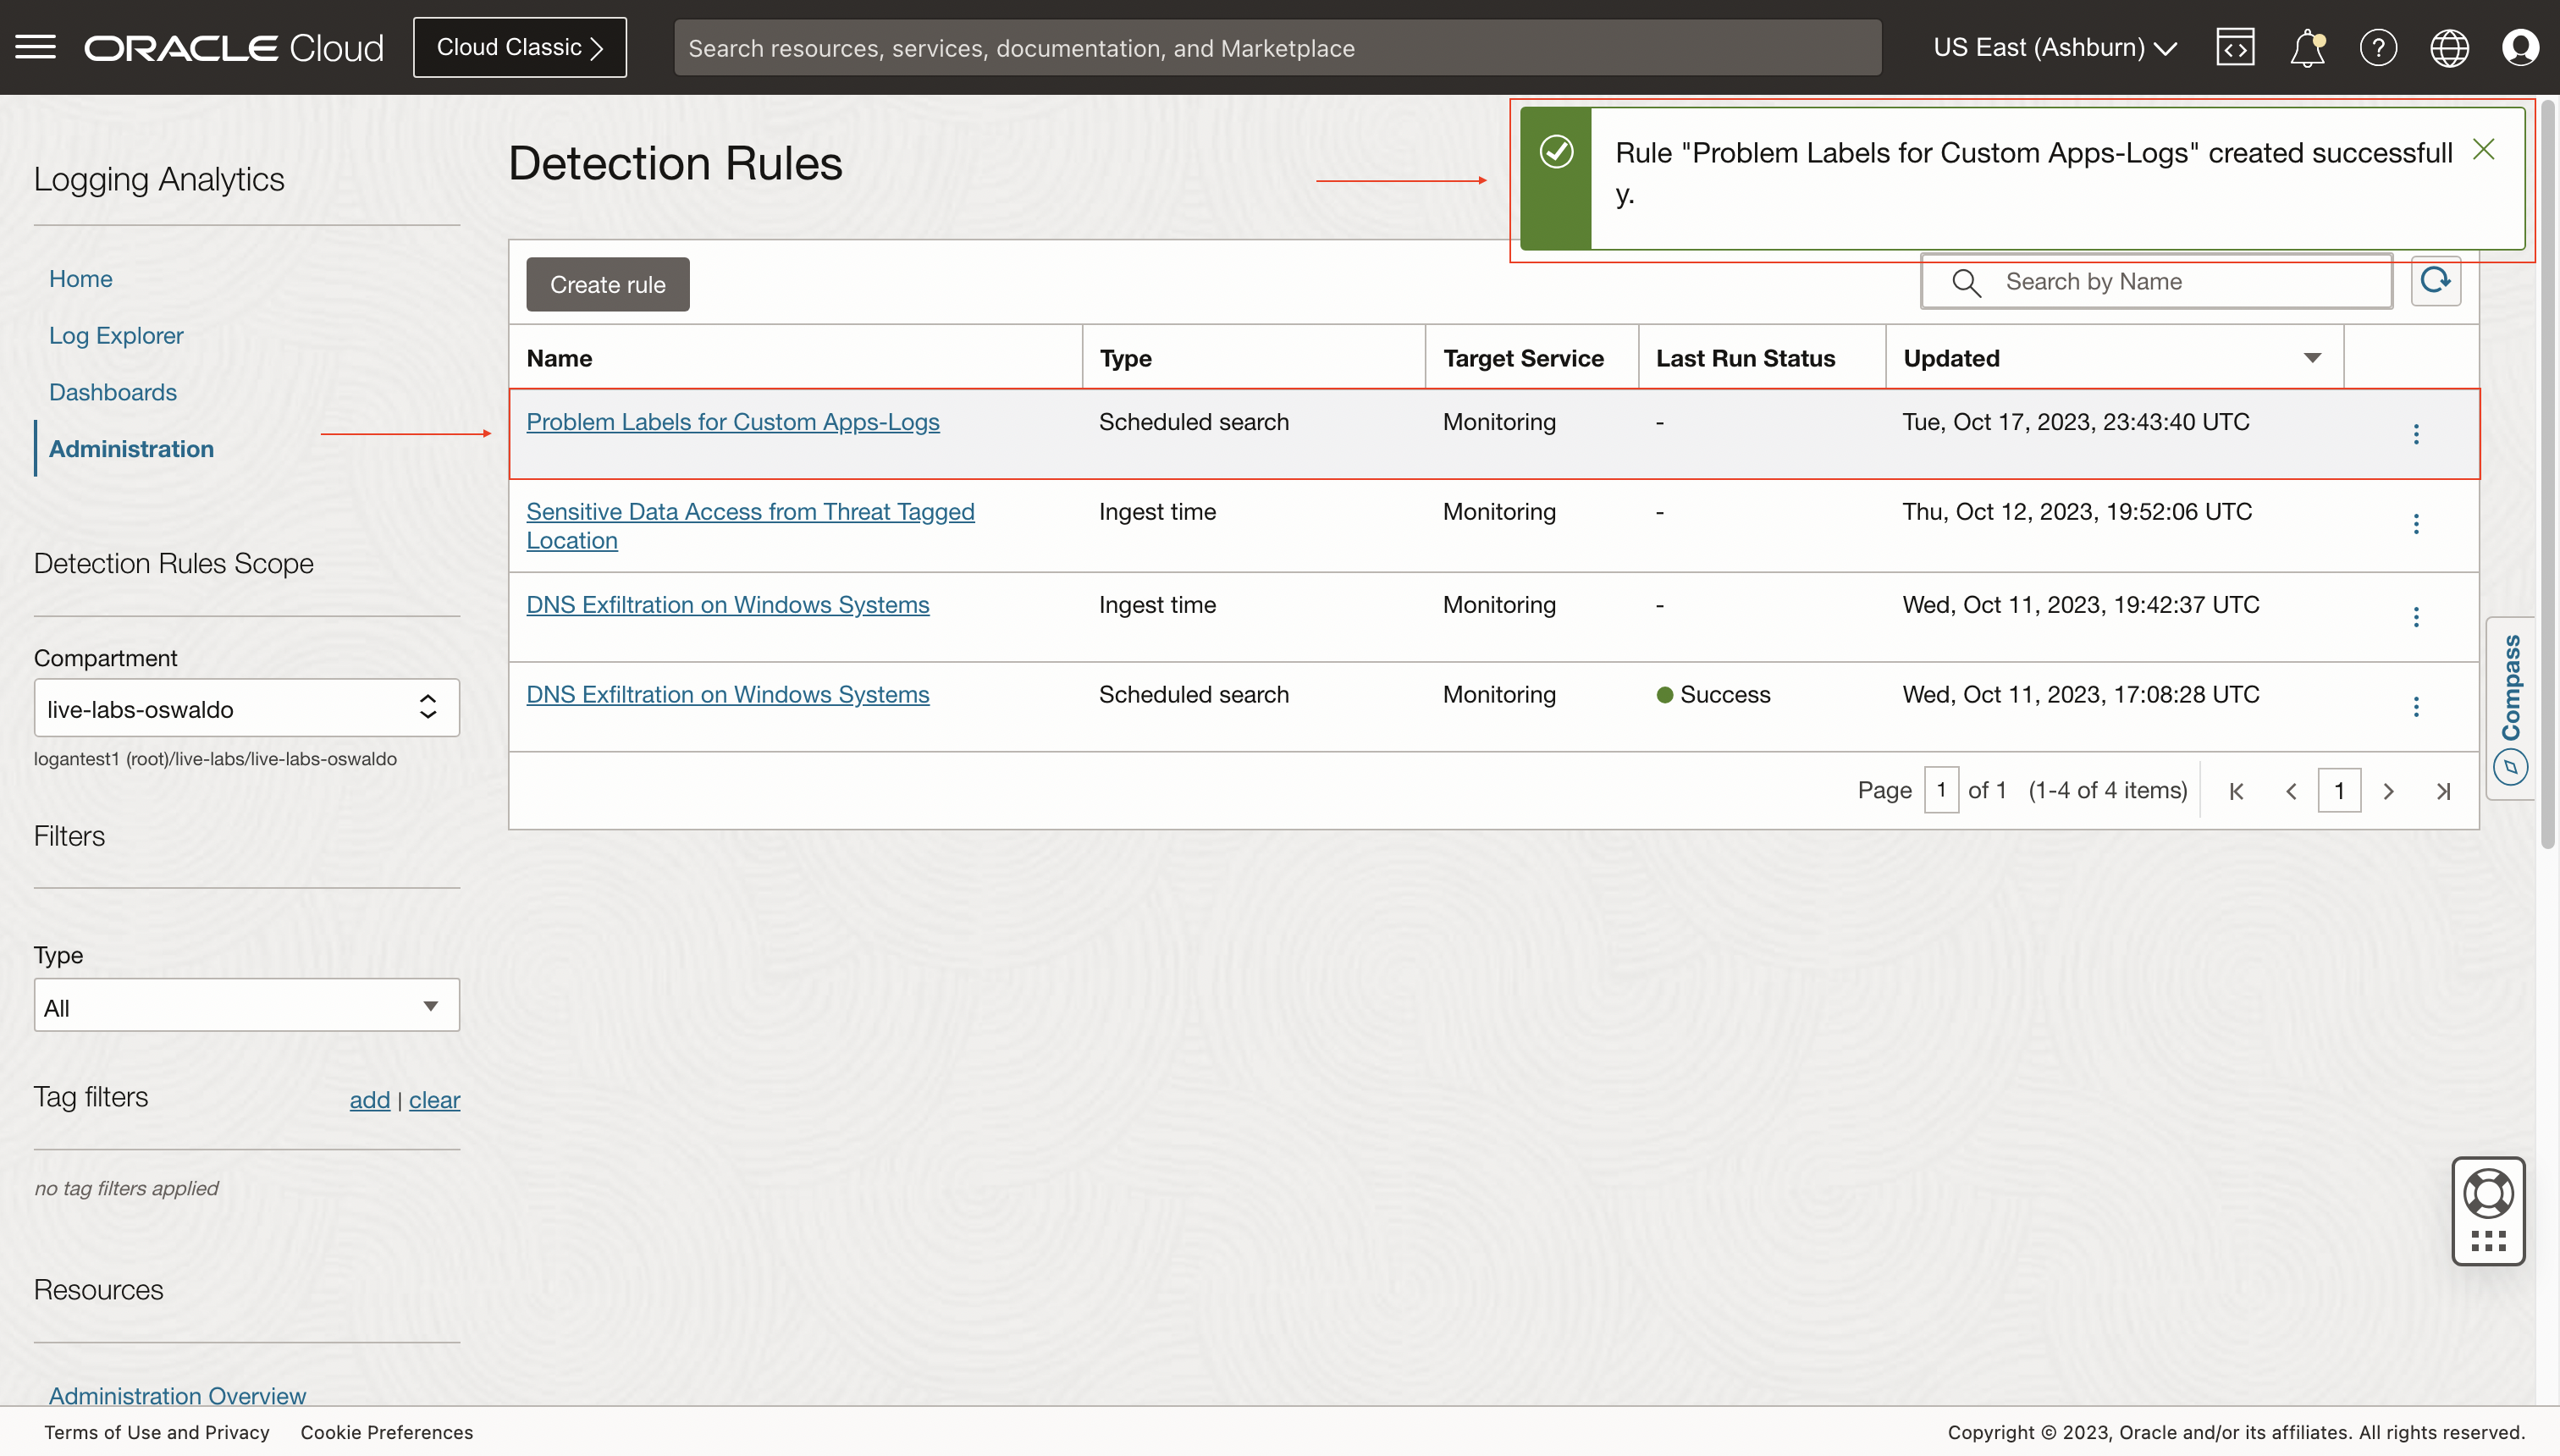 ORACLE Cloud
Cloud Classic
Search resources, services, documentation, and Marketplace
US East (Ashburn)
Rule "Problem Labels for Custom Apps-Logs" created successfull
y.
Logging Analytics
Home
Log Explorer
Dashboards
Administration
Detection Rules Scope
Compartment
live-labs-oswaldo
logantest1 (root)/live-labs/live-labs-oswaldo
Filters
Type
All
Tag filters
add | clear
no tag filters applied
Resources
Administration Overview
Detection Rules
Create rule
Search by Name
Name Type Target Service Last Run Status Updated
Problem Labels for Custom Apps-Logs Scheduled search Monitoring - Tue, Oct 17, 2023, 23:43:40 UTC
Sensitive Data Access from Threat Tagged Ingest time Monitoring - Thu, Oct 12, 2023, 19:52:06 UTC
Location
DNS Exfiltration on Windows Systems Ingest time Monitoring - Wed, Oct 11, 2023, 19:42:37 UTC
DNS Exfiltration on Windows Systems Scheduled search Monitoring Success Wed, Oct 11, 2023, 17:08:28 UTC
Page 1 of 1 (1-4 of 4 items) 1
Compass
Terms of Use and Privacy Cookie Preferences
Copyright © 2023, Oracle and/or its affiliates. All rights reserved.